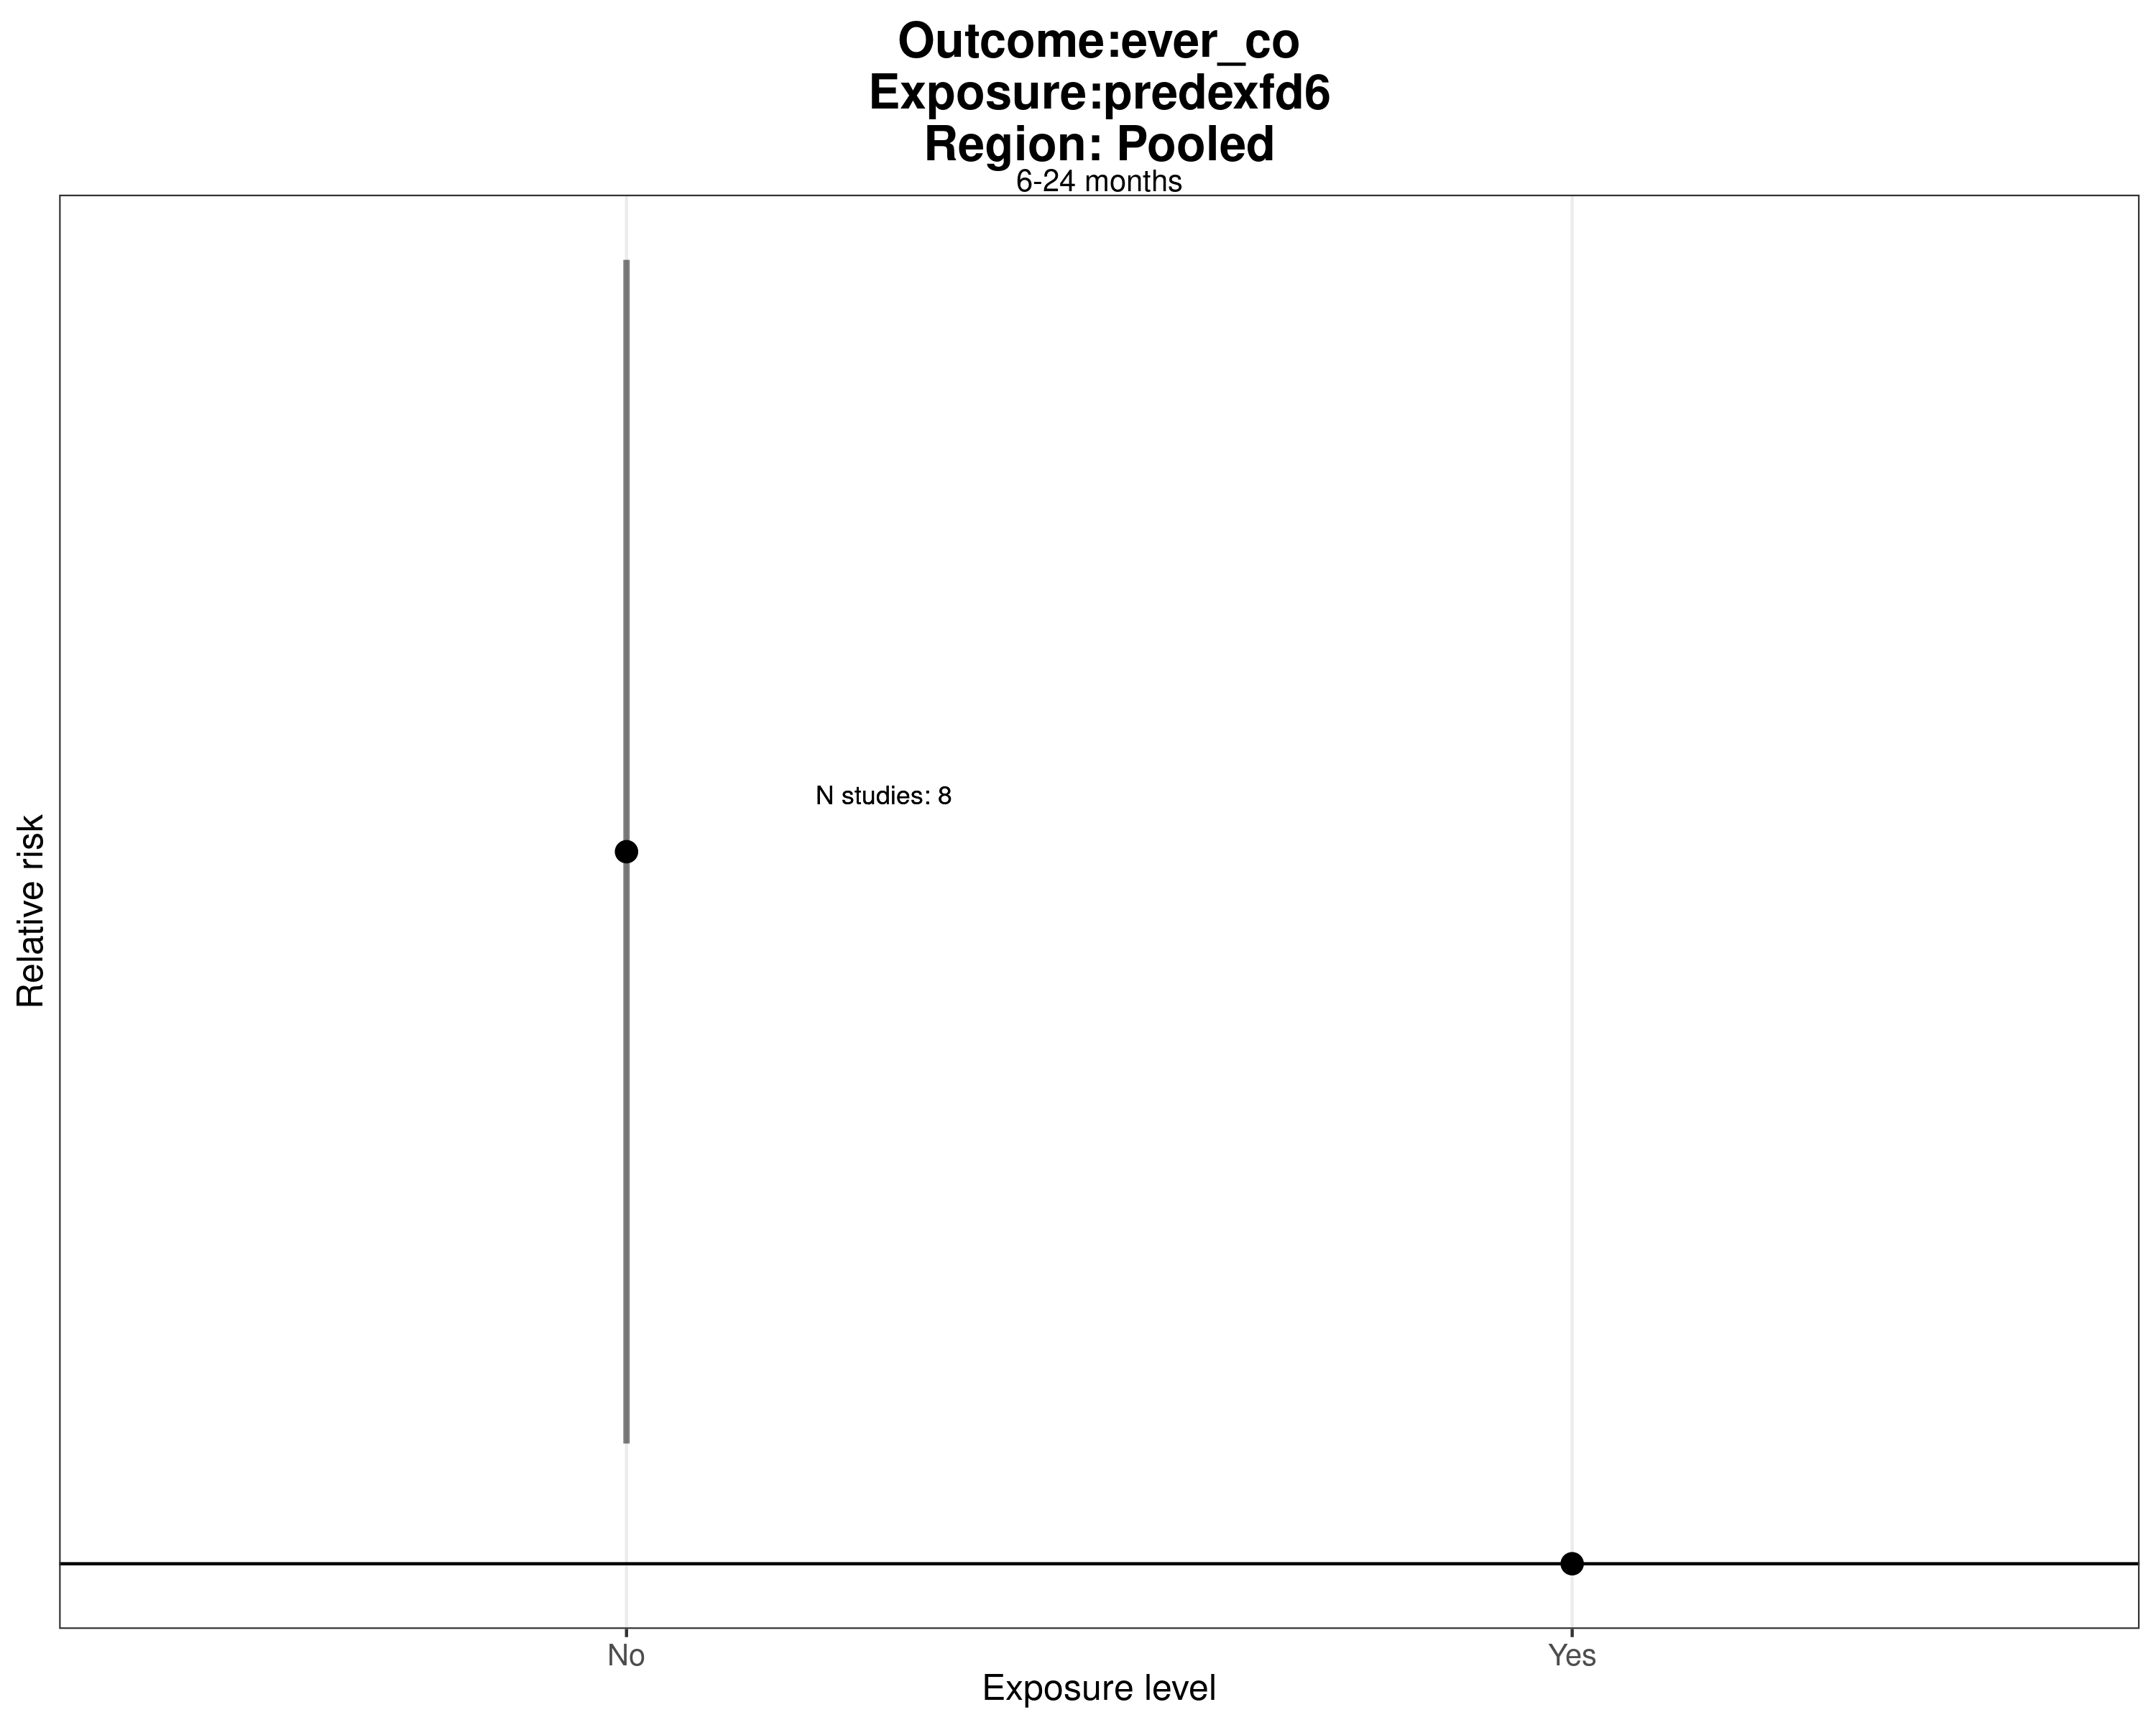 Outcome:ever_co
Exposure:predexfd6
Region: Pooled
6-24 months
N studies: 8
Relative risk
No
Yes
Exposure level